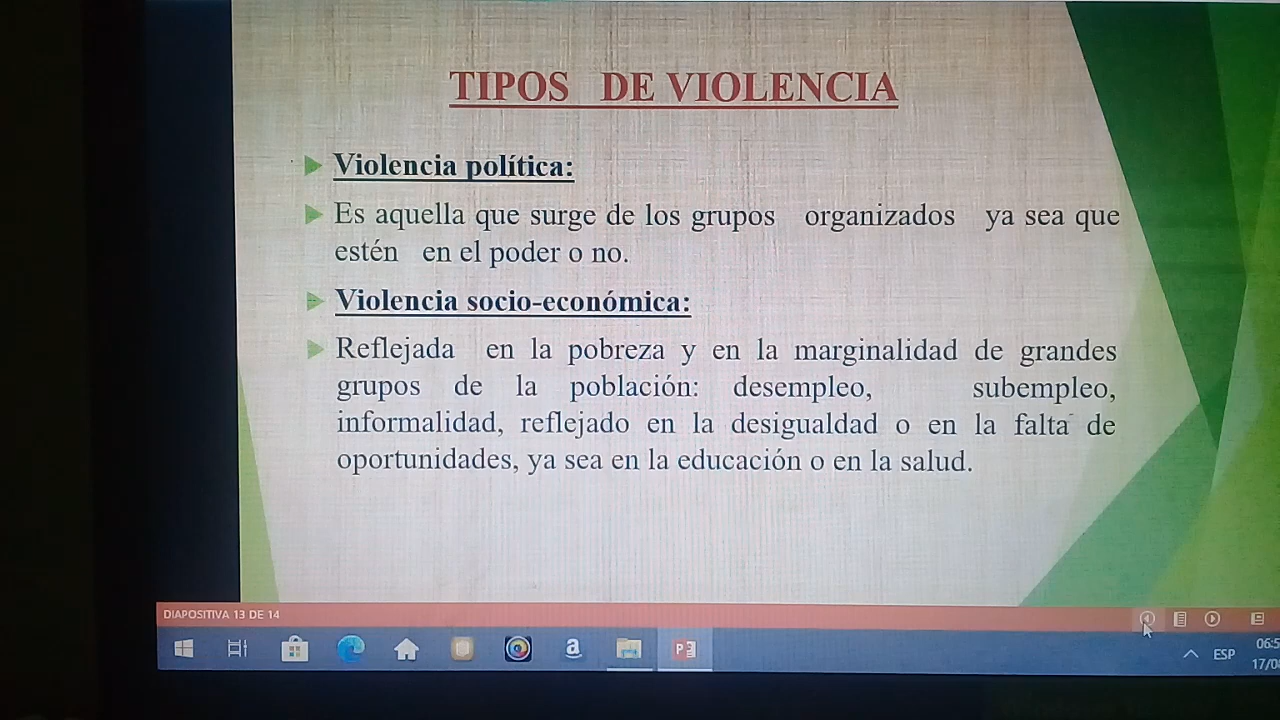 TIPOS DE VIOLENCIA
Violencia política:
Es aquella que surge de los grupos organizados ya sea que
estén en el poder o no.
Violencia socio-económica:
Reflejada en la pobreza y en la marginalidad de grandes
grupos de la población: desempleo, subempleo,
informalidad, reflejado en la desigualdad o en la falta de
oportunidades, ya sea en la educación o en la salud.
DIAPOSITIVA 13 DE 14
ESP